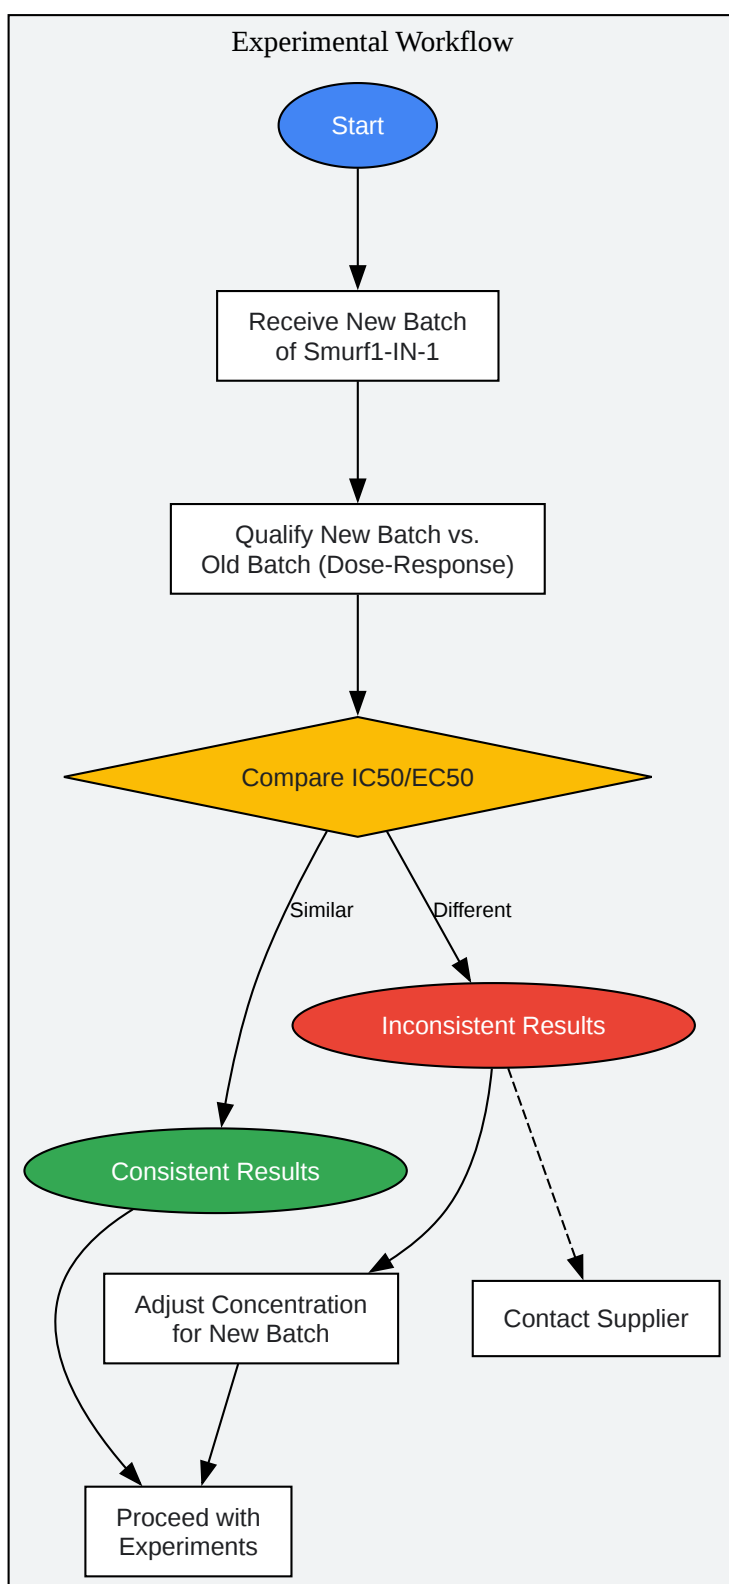 Experimental Workflow
Start
Receive New Batch
of Smurf1-IN-1
Qualify New Batch vs.
Old Batch (Dose-Response)
Compare IC50/EC50
Similar
Different
Inconsistent Results
Consistent Results
Adjust Concentration
for New Batch
Contact Supplier
Proceed with
Experiments